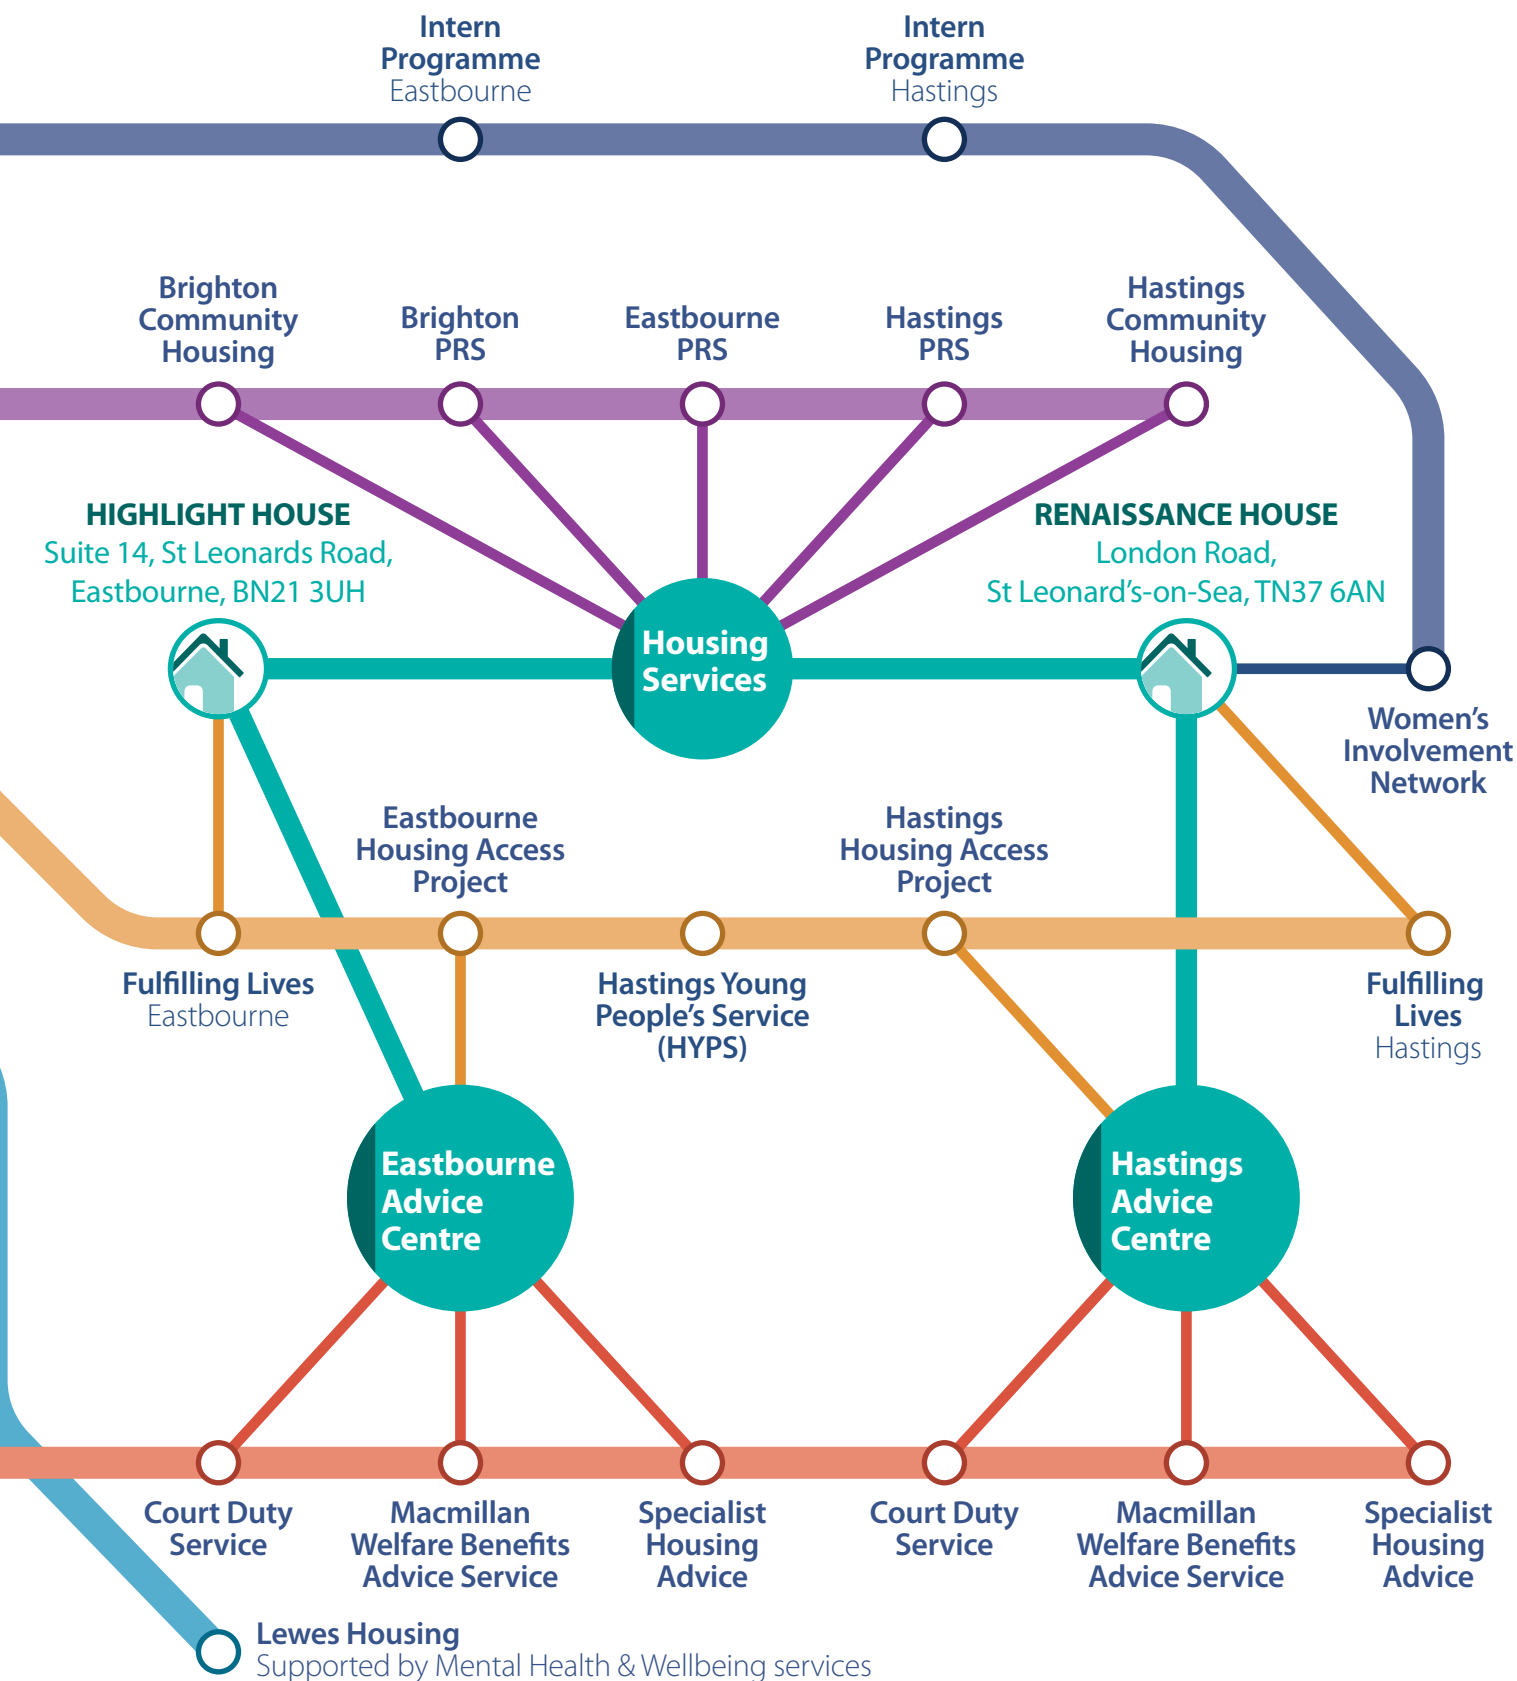 Intern
Programme
Eastbourne
Intern
Programme
Hastings
Brighton
Community
Housing
Brighton
PRS
Eastbourne
PRS
Hastings
PRS
Hastings
Community
Housing
HIGHLIGHT HOUSE
Suite 14, St Leonards Road,
Eastbourne, BN21 3UH
RENAISSANCE HOUSE
London Road,
St Leonard’s-on-Sea, TN37 6AN
Housing
Services
Women’s
Involvement
Network
Eastbourne
Housing Access
Project
Hastings
Housing Access
Project
Fulfilling Lives
Eastbourne
Hastings Young
People’s Service
(HYPS)
Fulfilling
Lives
Hastings
Eastbourne
Advice
Centre
Hastings
Advice
Centre
Court Duty
Service
Macmillan
Welfare Benefits
Advice Service
Specialist
Housing
Advice
Court Duty
Service
Macmillan
Welfare Benefits
Advice Service
Specialist
Housing
Advice
Lewes Housing
Supported by Mental Health & Wellbeing services